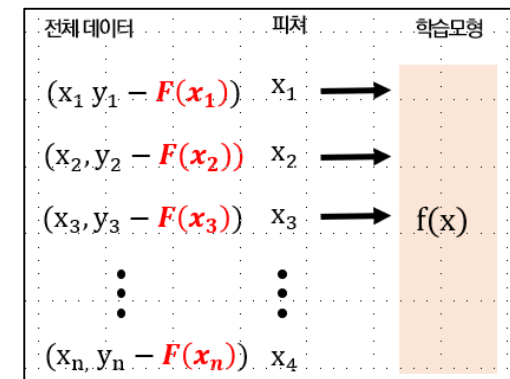 전체 데이터 피쳐 학습모형
(x₁ y₁ − F(x₁)) x₁
(x₂, y₂ − F(x₂)) x₂
(x₃, y₃ − F(x₃)) x₃ f(x)
⋮ ⋮
(xₙ, yₙ − F(xₙ)) x₄